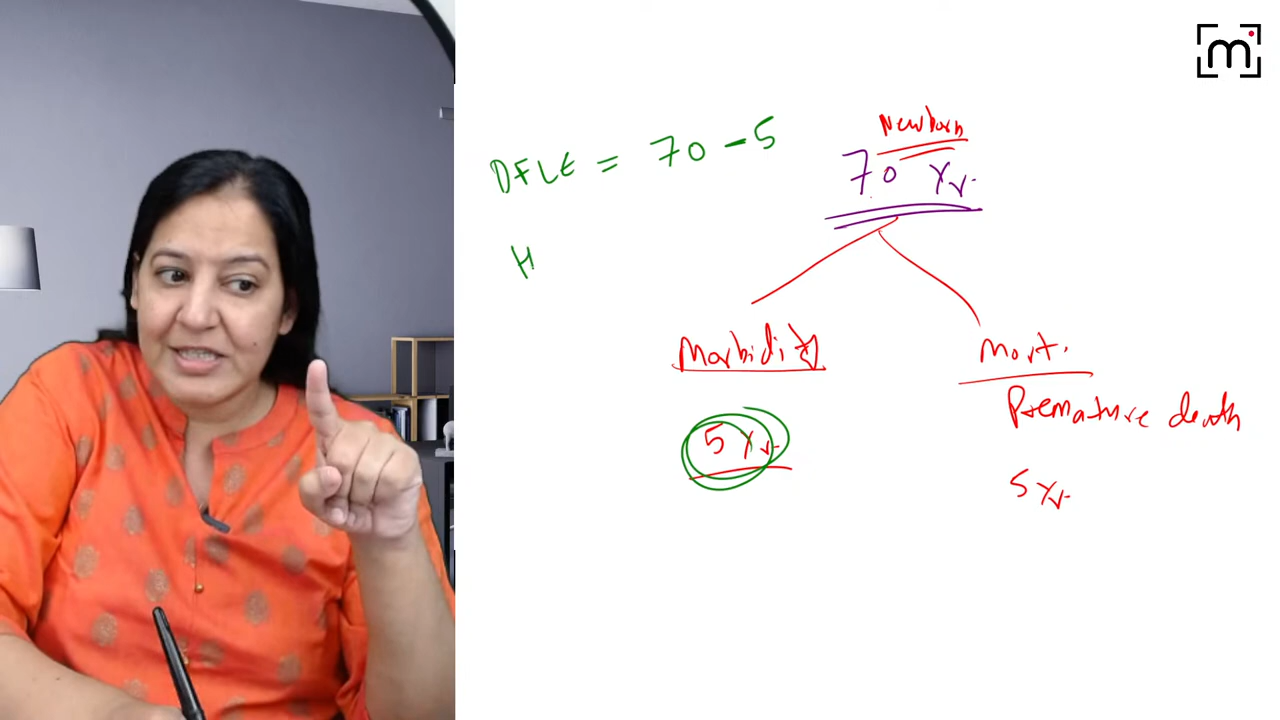 m
Newborn
DFLE = 70 - 5
70 Yr.
H
Morbidity
Mort.
Premature death
5 Yr.
5 Yr.